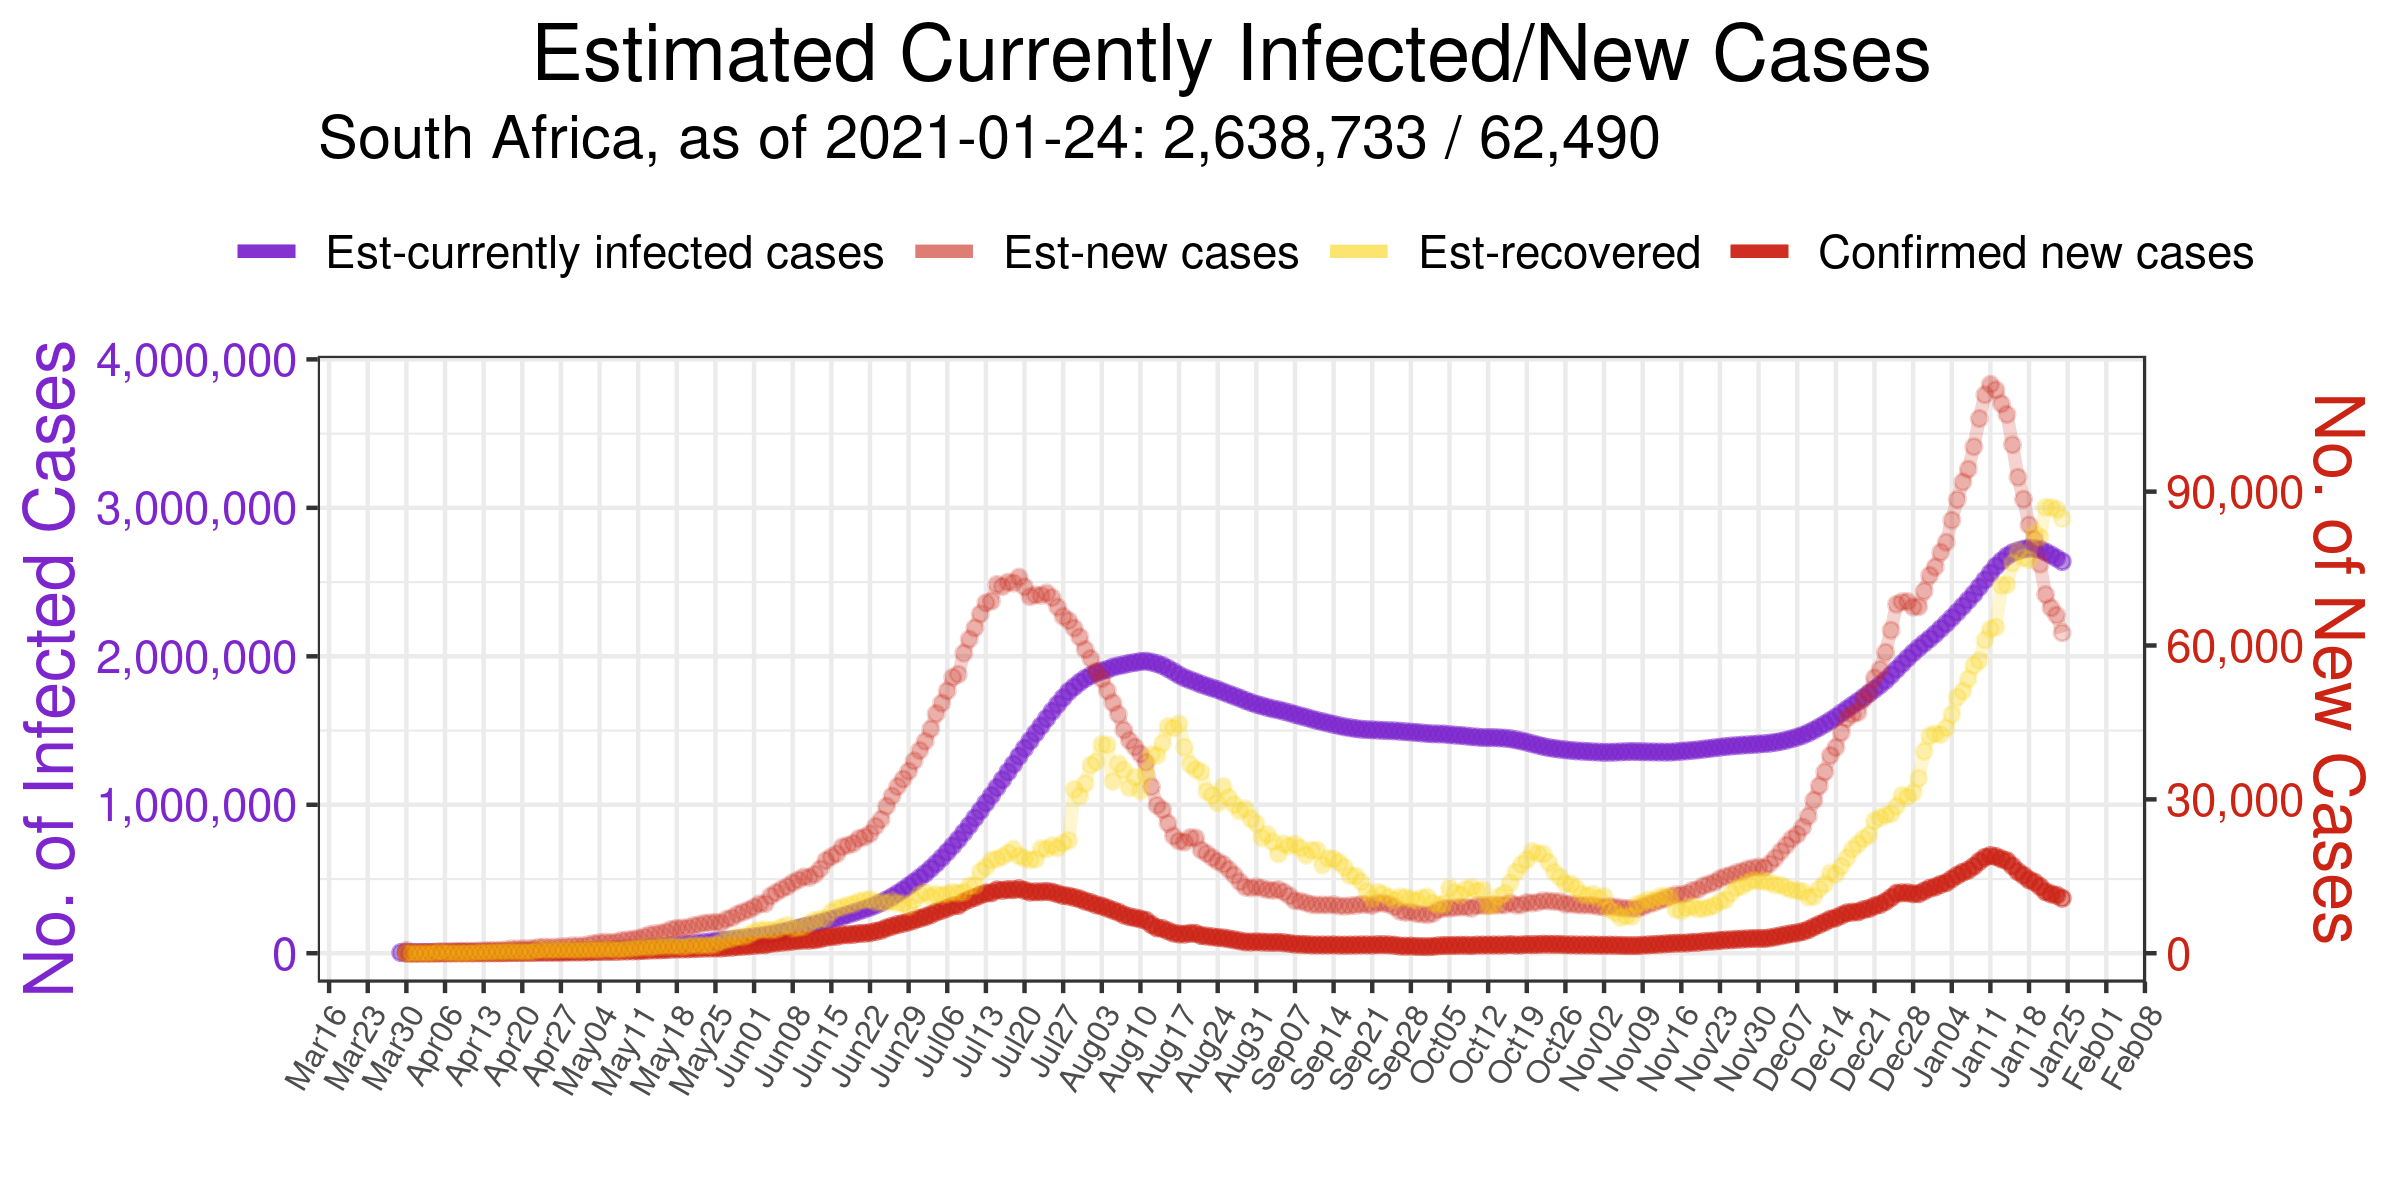 Estimated Currently Infected/New Cases
South Africa, as of 2021-01-24: 2,638,733 / 62,490
Est-currently infected cases Est-new cases Est-recovered Confirmed new cases
No. of Infected Cases
4,000,000
3,000,000
2,000,000
1,000,000
0
90,000
60,000
30,000
0
No. of New Cases
Mar16 Mar23 Mar30 Apr06 Apr13 Apr20 Apr27 May04 May11 May18 May25 Jun01 Jun08 Jun15 Jun22 Jun29 Jul06 Jul13 Jul20 Jul27 Aug03 Aug10 Aug17 Aug24 Aug31 Sep07 Sep14 Sep21 Sep28 Oct05 Oct12 Oct19 Oct26 Nov02 Nov09 Nov16 Nov23 Nov30 Dec07 Dec14 Dec21 Dec28 Jan04 Jan11 Jan18 Jan25 Feb01 Feb08